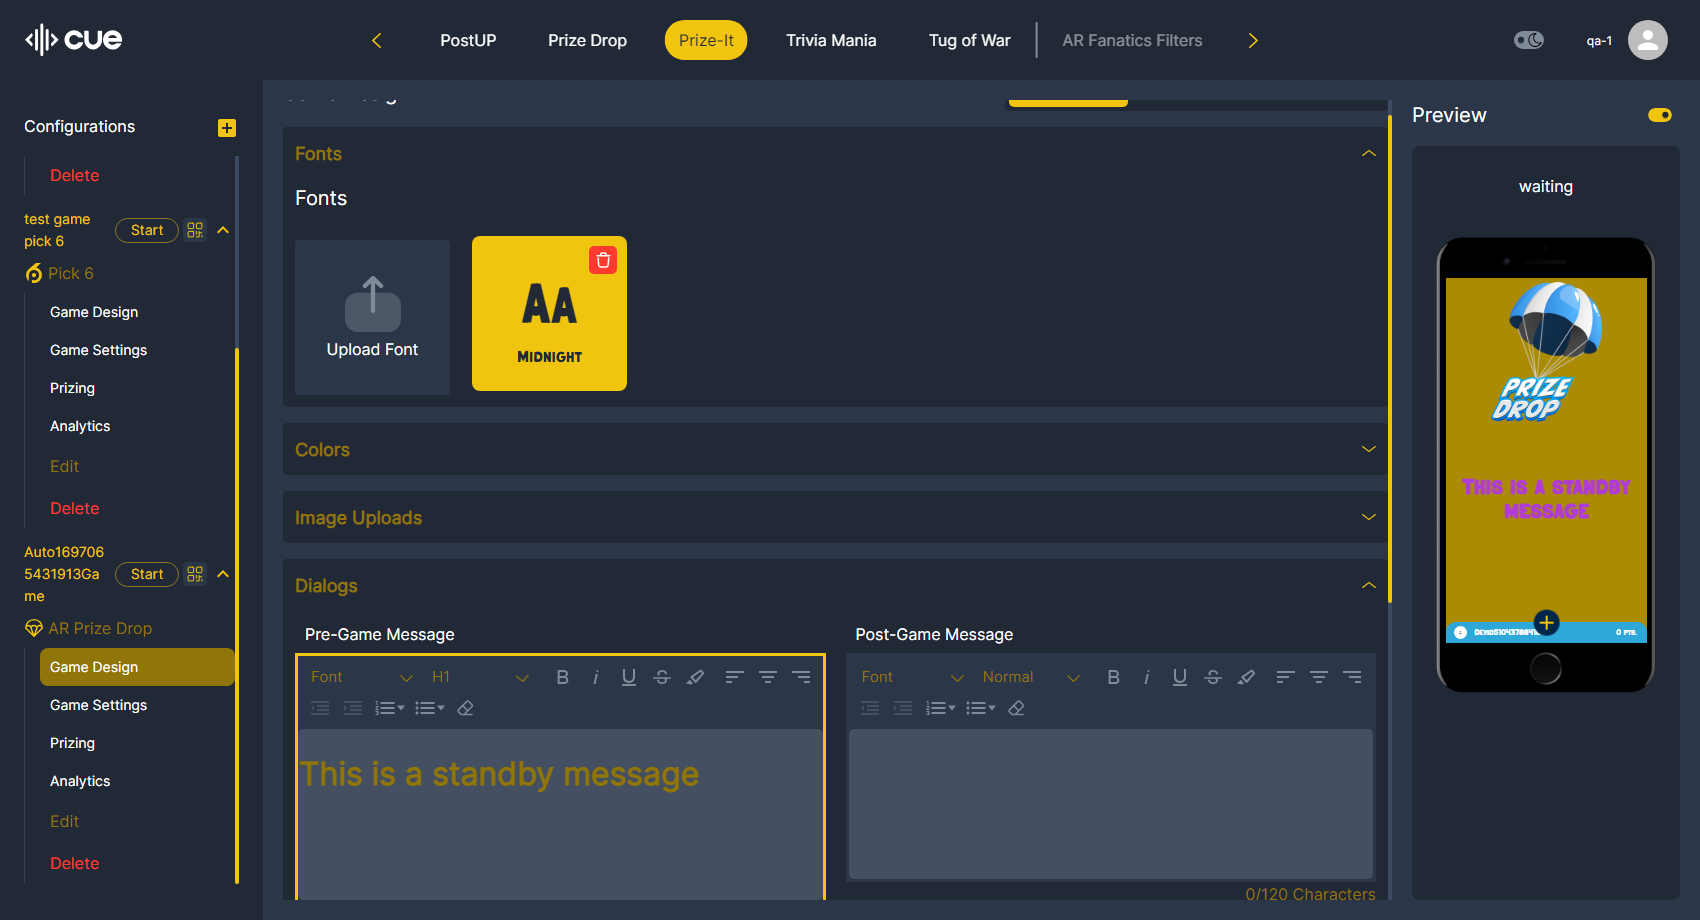 cue
PostUP
Prize Drop
Prize-It
Trivia Mania
Tug of War
AR Fanatics Filters
qa-1
Configurations
Delete
test game
pick 6
Start
Pick 6
Game Design
Game Settings
Prizing
Analytics
Edit
Delete
Auto169706
5431913Ga
me
Start
AR Prize Drop
Game Design
Game Settings
Prizing
Analytics
Edit
Delete
Fonts
Fonts
Upload Font
AA
MIDNIGHT
Colors
Image Uploads
Dialogs
Pre-Game Message
Font
H1
B
i
U
S
This is a standby message
Post-Game Message
Font
Normal
B
i
U
S
0/120 Characters
Preview
waiting
PRIZE
DROP
THIS IS A STANDBY
MESSAGE
0 PTS.